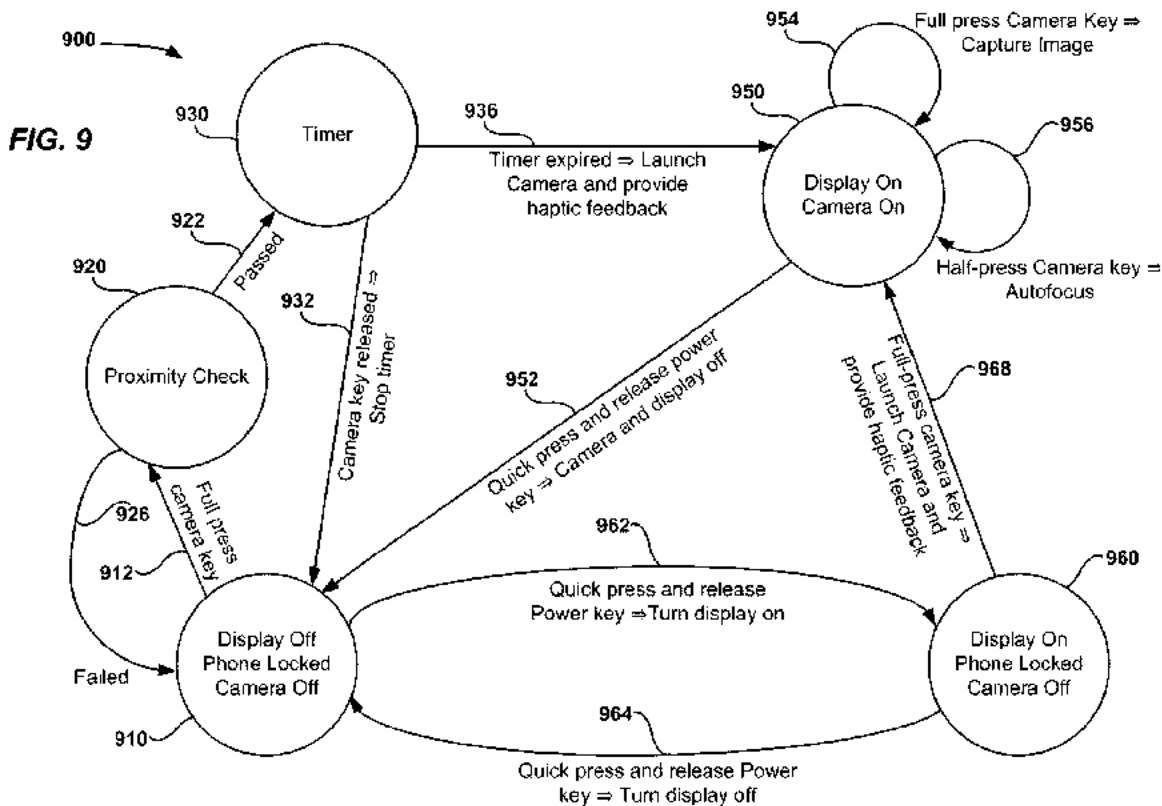 900
FIG. 9
930
Timer
936
Timer expired ⇒ Launch
Camera and provide
haptic feedback
954
Full press Camera Key ⇒
Capture Image
950
Display On
Camera On
956
Half-press Camera key ⇒
Autofocus
922
Passed
920
Proximity Check
932
Camera key released ⇒
Stop timer
952
Quick press and release power
key ⇒ Camera and display off
968
Full-press camera key ⇒
Launch Camera and
provide haptic feedback
926
Failed
912
Full press
camera key
910
Display Off
Phone Locked
Camera Off
962
Quick press and release
Power key ⇒Turn display on
960
Display On
Phone Locked
Camera Off
964
Quick press and release Power
key ⇒ Turn display off